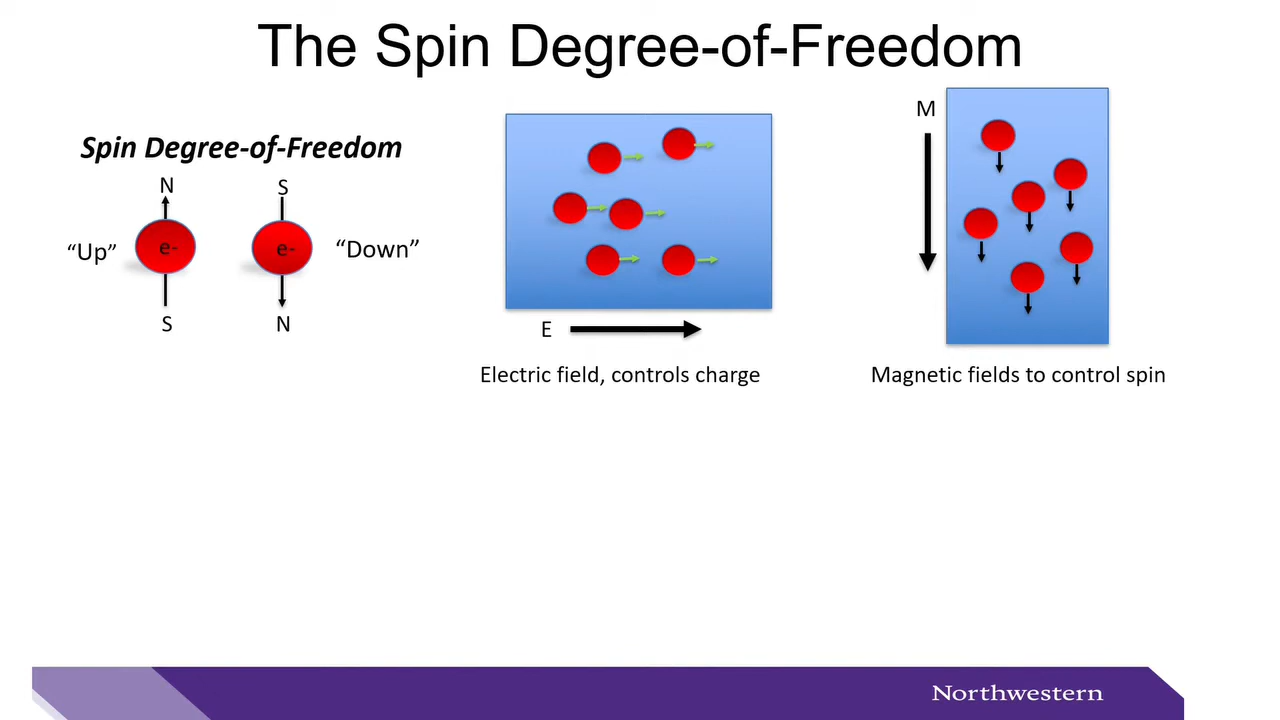 The Spin Degree-of-Freedom
Spin Degree-of-Freedom
N
S
“Up”
e-
e-
“Down”
S
N
E
Electric field, controls charge
M
Magnetic fields to control spin
Northwestern